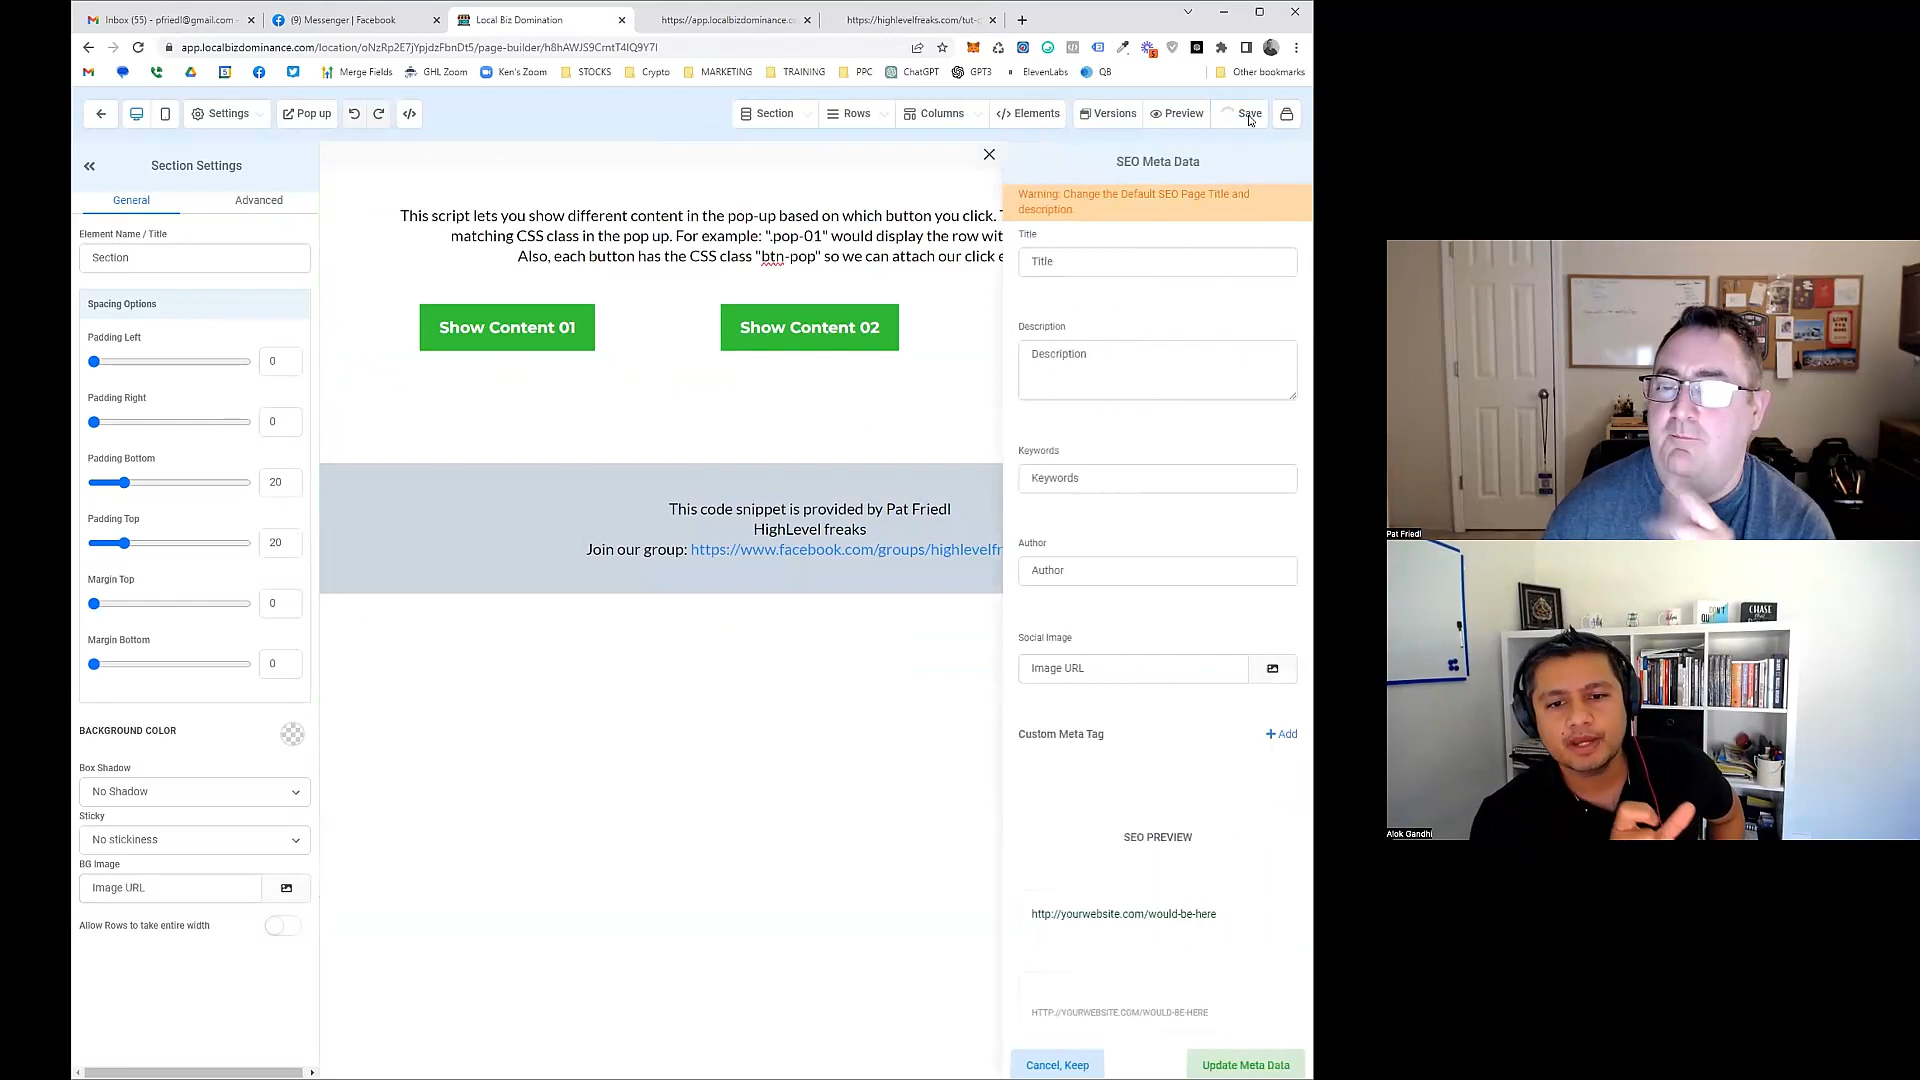 Inbox (55) - pfriedl@gmail.com -
(9) Messenger | Facebook
Local Biz Domination
https://app.localbizdominance.c
https://highlevelfreaks.com/tut-
app.localbizdominance.com/location/oNzRp2E7jYpjdzFbnDt5/page-builder/h8hAWJS9CrntT4IQ9Y7I
Merge Fields
GHL Zoom
Ken's Zoom
STOCKS
Crypto
MARKETING
TRAINING
PPC
ChatGPT
GPT3
ElevenLabs
QB
Other bookmarks
Settings
Pop up
Section
Rows
Columns
</> Elements
Versions
Preview
Save
Section Settings
General
Advanced
Element Name / Title
Section
Spacing Options
Padding Left
0
Padding Right
0
Padding Bottom
20
Padding Top
20
Margin Top
0
Margin Bottom
0
BACKGROUND COLOR
Box Shadow
No Shadow
Sticky
No stickiness
BG Image
Image URL
Allow Rows to take entire width
This script lets you show different content in the pop-up based on which button you click.
matching CSS class in the pop up. For example: ".pop-01" would display the row wit
Also, each button has the CSS class "btn-pop" so we can attach our click e
Show Content 01
Show Content 02
This code snippet is provided by Pat Friedl
HighLevel freaks
Join our group: https://www.facebook.com/groups/highlevelfr
SEO Meta Data
Warning: Change the Default SEO Page Title and
description.
Title
Title
Description
Description
Keywords
Keywords
Author
Author
Social Image
Image URL
Custom Meta Tag
+ Add
SEO PREVIEW
http://yourwebsite.com/would-be-here
HTTP://YOURWEBSITE.COM/WOULD-BE-HERE
Cancel, Keep
Update Meta Data
Pat Friedl
DON'T
QU
CHASE
Alok Gandhi